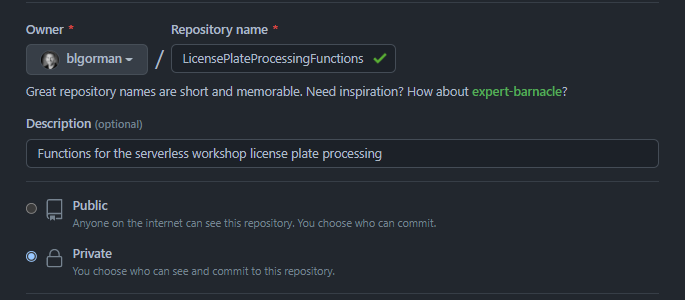 Owner * Repository name *
blgorman / LicensePlateProcessingFunctions
Great repository names are short and memorable. Need inspiration? How about expert-barnacle?
Description (optional)
Functions for the serverless workshop license plate processing
Public
Anyone on the internet can see this repository. You choose who can commit.
Private
You choose who can see and commit to this repository.